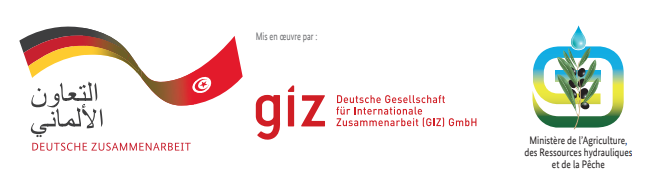 التعاون
الألماني
DEUTSCHE ZUSAMMENARBEIT
Mis en œuvre par :
giz
Deutsche Gesellschaft
für Internationale
Zusammenarbeit (GIZ) GmbH
Ministère de l'Agriculture,
des Ressources hydrauliques
et de la Pêche